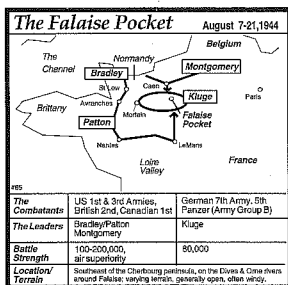 The Falaise Pocket August 7-21,1944
Belgium
The
Channel
Normandy
Bradley
Montgomery
St Low
Caen
Kluge
Paris
Brittany
Avranches
Mortain
Patton
Falaise
Pocket
Nantes
LeMans
Loire
Valley
France
#85
The
Combatants
US 1st & 3rd Armies,
British 2nd, Canadian 1st
German 7th Army, 5th
Panzer (Army Group B)
The Leaders
Bradley/Patton
Montgomery
Kluge
Battle
Strength
100-200,000,
air superiority
80,000
Location/
Terrain
Southeast of the Cherbourg peninsula, on the Dives & Orne rivers
around Falaise; varying terrain, generally open, often windy.